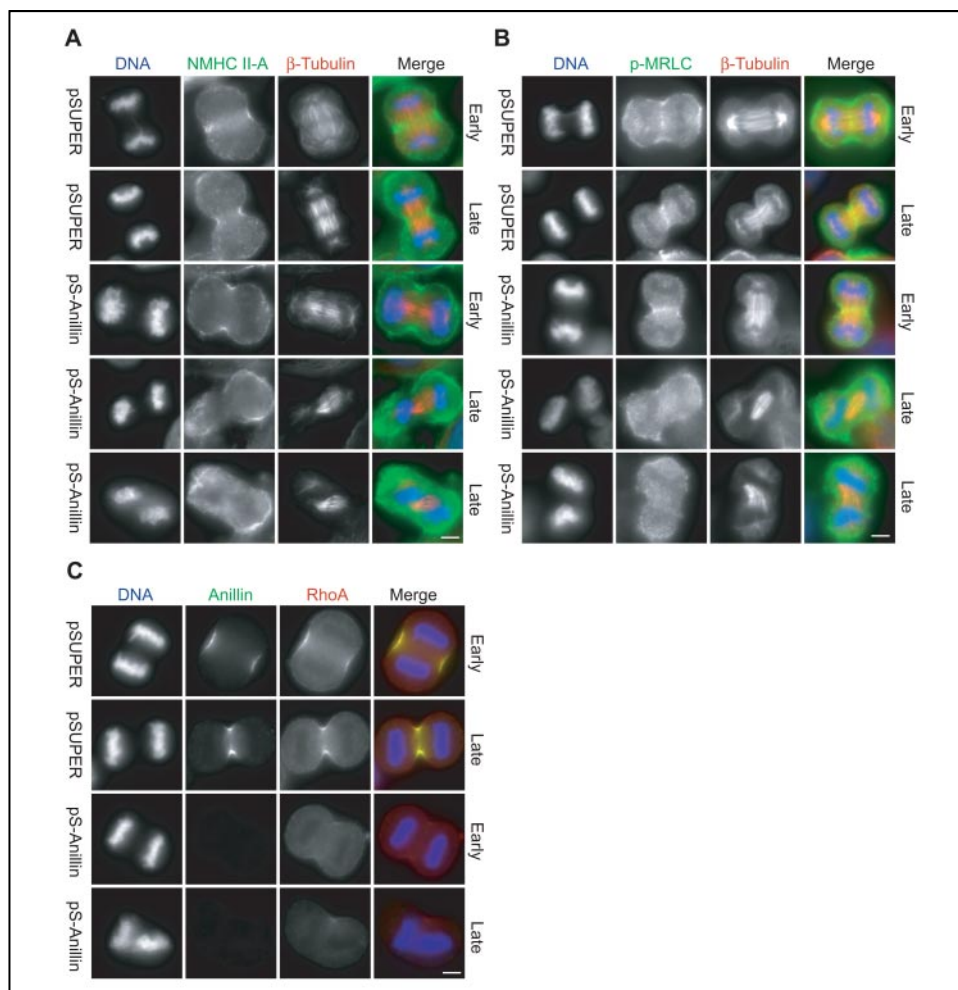 A
DNA NMHC II-A β-Tubulin Merge
pSUPER Early
pSUPER Late
pS-Anillin Early
pS-Anillin Late
pS-Anillin Late
B
DNA p-MRLC β-Tubulin Merge
pSUPER Early
pSUPER Late
pS-Anillin Early
pS-Anillin Late
pS-Anillin Late
C
DNA Anillin RhoA Merge
pSUPER Early
pSUPER Late
pS-Anillin Early
pS-Anillin Late